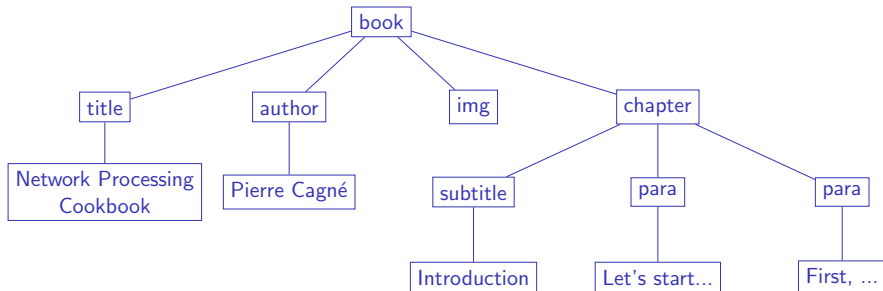 book
title
author
img
chapter
Network Processing
Cookbook
Pierre Cagné
subtitle
para
para
Introduction
Let's start...
First, ...